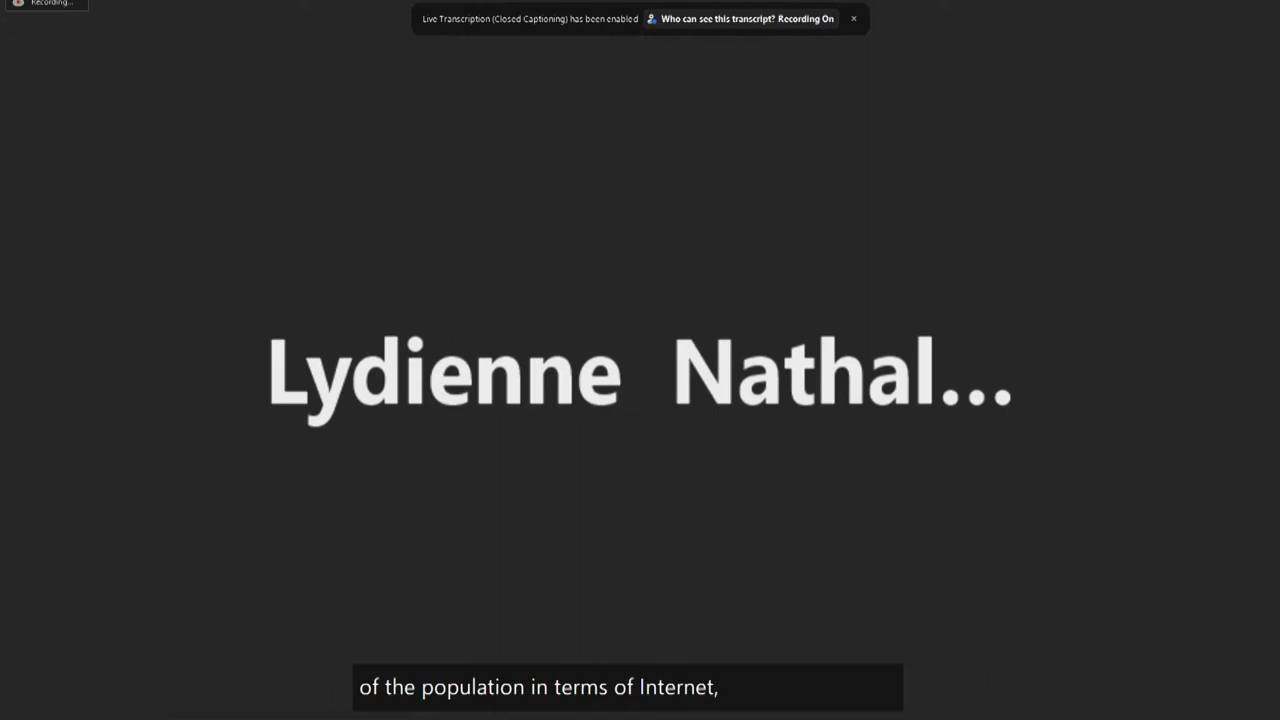 Recording...
Live Transcription (Closed Captioning) has been enabled Who can see this transcript? Recording On ×
Lydienne Nathal...
of the population in terms of Internet,